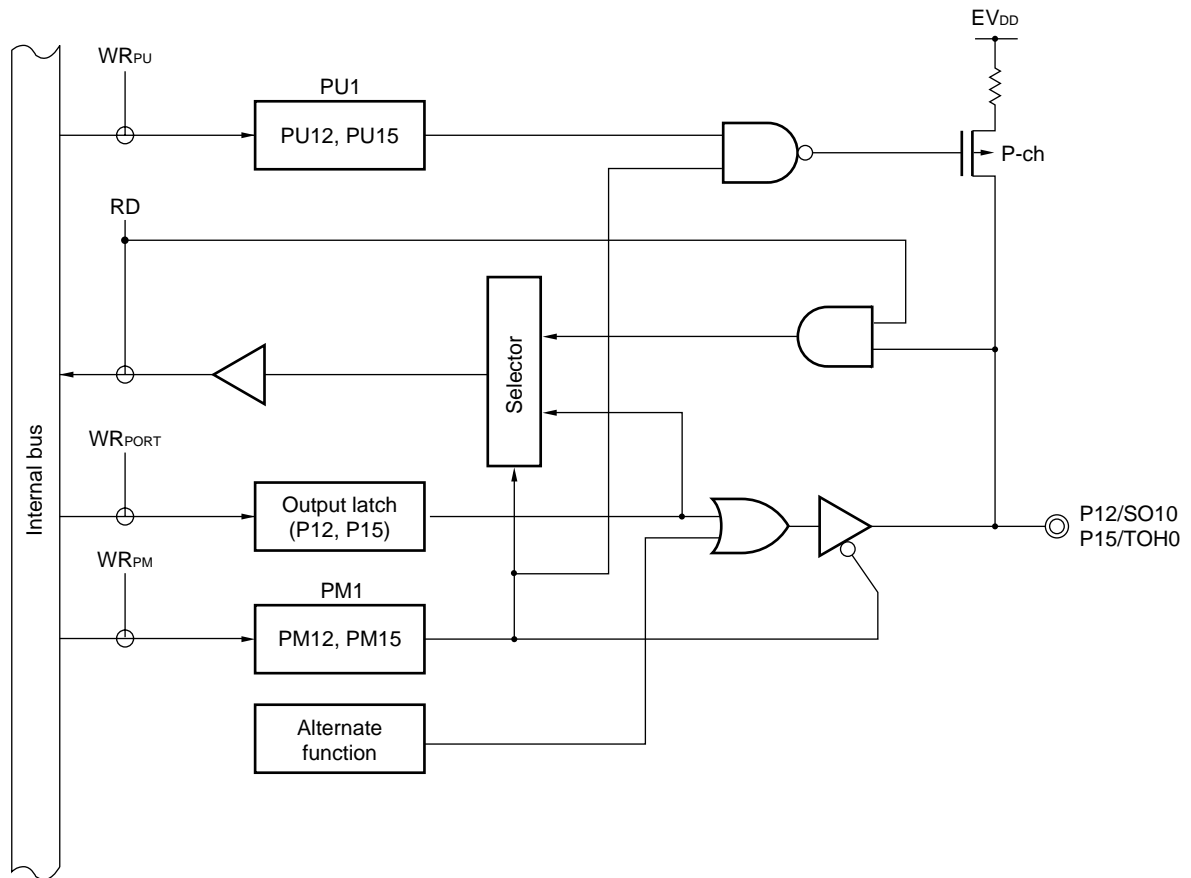 EVDD
WRPU
PU1
PU12, PU15
P-ch
RD
Selector
Internal bus
WRPORT
Output latch
(P12, P15)
P12/SO10
P15/TOH0
WRPM
PM1
PM12, PM15
Alternate
function